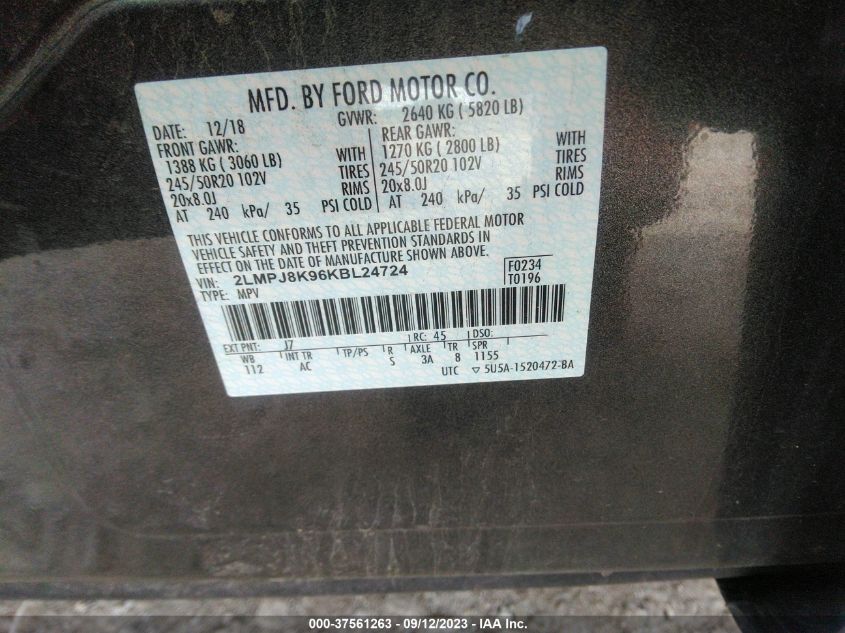 MFD. BY FORD MOTOR CO.
DATE: 12/18 GVWR: 2640 KG ( 5820 LB)
FRONT GAWR: REAR GAWR:
1388 KG ( 3060 LB) WITH 1270 KG ( 2800 LB) WITH
245/50R20 102V TIRES 245/50R20 102V TIRES
20x8.0J RIMS 20x8.0J RIMS
AT 240 kPa/ 35 PSI COLD AT 240 kPa/ 35 PSI COLD
THIS VEHICLE CONFORMS TO ALL APPLICABLE FEDERAL MOTOR
VEHICLE SAFETY AND THEFT PREVENTION STANDARDS IN
EFFECT ON THE DATE OF MANUFACTURE SHOWN ABOVE.
VIN: 2LMPJ8K96KBL24724 F0234
TYPE: MPV T0196
EXT PNT: J7 RC: 45 DSO:
WB INT TR TP/PS R AXLE TR SPR
112 AC S 3A 8 1155
UTC ▽ 5U5A-1520472-BA
000-37561263 - 09/12/2023 - IAA Inc.